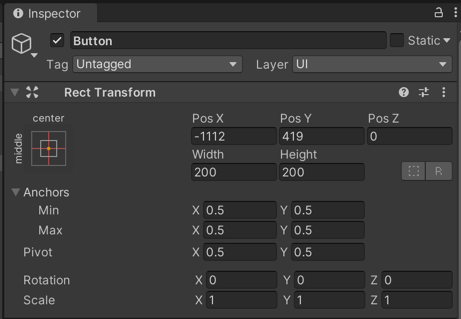 Inspector
Button Static
Tag Untagged Layer UI
Rect Transform
center
middle
Pos X Pos Y Pos Z
-1112 419 0
Width Height
200 200 R
Anchors
Min X 0.5 Y 0.5
Max X 0.5 Y 0.5
Pivot X 0.5 Y 0.5
Rotation X 0 Y 0 Z 0
Scale X 1 Y 1 Z 1